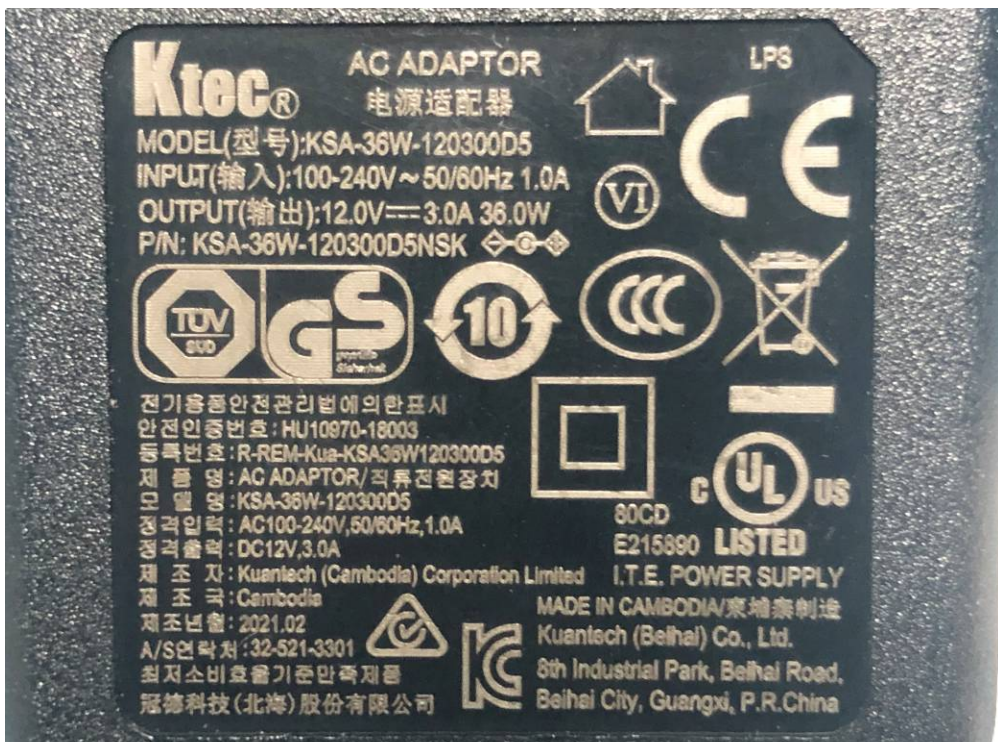 Ktec®
AC ADAPTOR
电源适配器
LPS
MODEL(型号):KSA-36W-120300D5
INPUT(输入):100-240V~50/60Hz 1.0A
OUTPUT(输出):12.0V⎓3.0A 36.0W
P/N: KSA-36W-120300D5NSK
VI
CE
TÜV
SÜD
GS
geprüfte
Sicherheit
10
CCC
전기용품안전관리법에의한표시
안전인증번호:HU10970-18003
등록번호:R-REM-Kua-KSA36W120300D5
제 품 명:AC ADAPTOR/직류전원장치
모 델 명:KSA-36W-120300D5
정격입력:AC100-240V,50/60Hz,1.0A
정격출력:DC12V,3.0A
제 조 자:Kuantech (Cambodia) Corporation Limited
제 조 국:Cambodia
제조년월:2021.02
A/S연락처:32-521-3301
최저소비효율기준만족제품
冠德科技(北海)股份有限公司
C UL US
LISTED
80CD
E215890
I.T.E. POWER SUPPLY
MADE IN CAMBODIA/柬埔寨制造
Kuantech (Beihai) Co., Ltd.
8th Industrial Park, Beihai Road,
Beihai City, Guangxi, P.R.China
KC